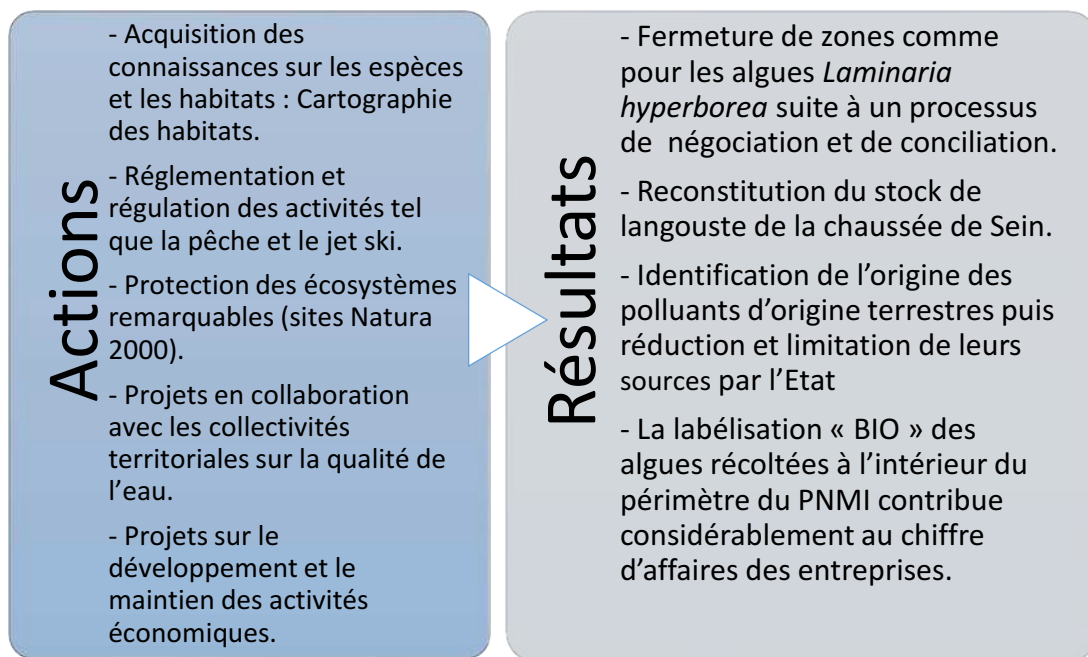 Actions
- Acquisition des
connaissances sur les espèces
et les habitats : Cartographie
des habitats.
- Réglementation et
régulation des activités tel
que la pêche et le jet ski.
- Protection des écosystèmes
remarquables (sites Natura
2000).
- Projets en collaboration
avec les collectivités
territoriales sur la qualité de
l’eau.
- Projets sur le
développement et le
maintien des activités
économiques.
Résultats
- Fermeture de zones comme
pour les algues Laminaria
hyperborea suite à un processus
de négociation et de conciliation.
- Reconstitution du stock de
langouste de la chaussée de Sein.
- Identification de l’origine des
polluants d’origine terrestres puis
réduction et limitation de leurs
sources par l’Etat
- La labélisation « BIO » des
algues récoltées à l’intérieur du
périmètre du PNMI contribue
considérablement au chiffre
d’affaires des entreprises.